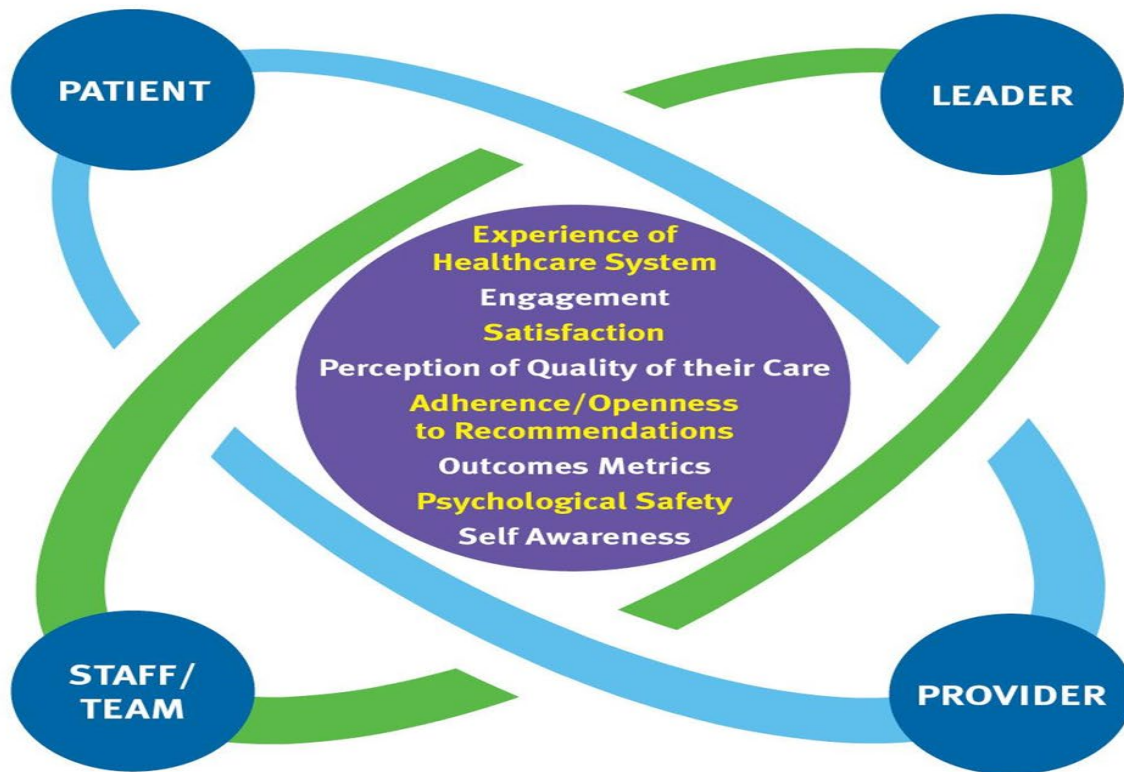 PATIENT
LEADER
Experience of
Healthcare System
Engagement
Satisfaction
Perception of Quality of their Care
Adherence/Openness
to Recommendations
Outcomes Metrics
Psychological Safety
Self Awareness
STAFF/
TEAM
PROVIDER